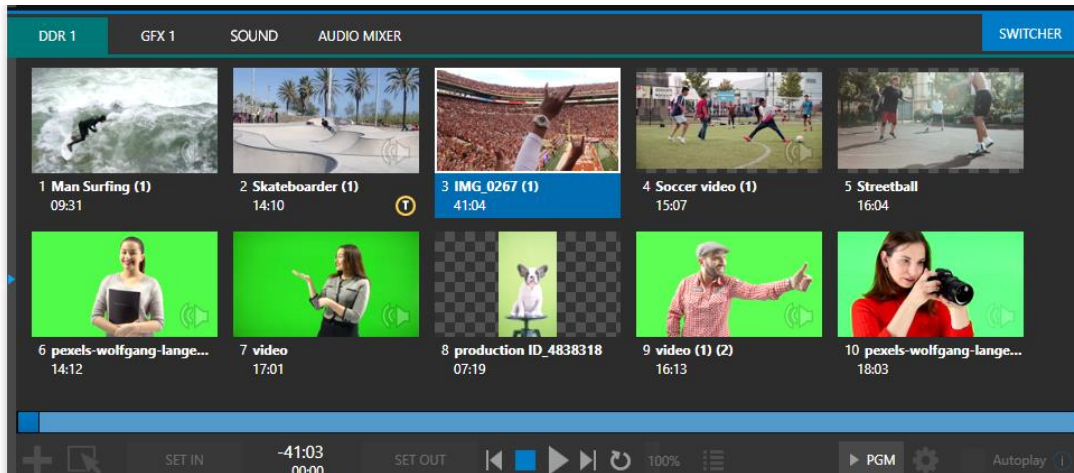 DDR 1 GFX 1 SOUND AUDIO MIXER SWITCHER
1 Man Surfing (1)
09:31
2 Skateboarder (1)
14:10 T
3 IMG_0267 (1)
41:04
4 Soccer video (1)
15:07
5 Streetball
16:04
6 pexels-wolfgang-lange...
14:12
7 video
17:01
8 production ID_4838318
07:19
9 video (1) (2)
16:13
10 pexels-wolfgang-lange...
18:03
SET IN -41:03 SET OUT 100% PGM Autoplay
00:00